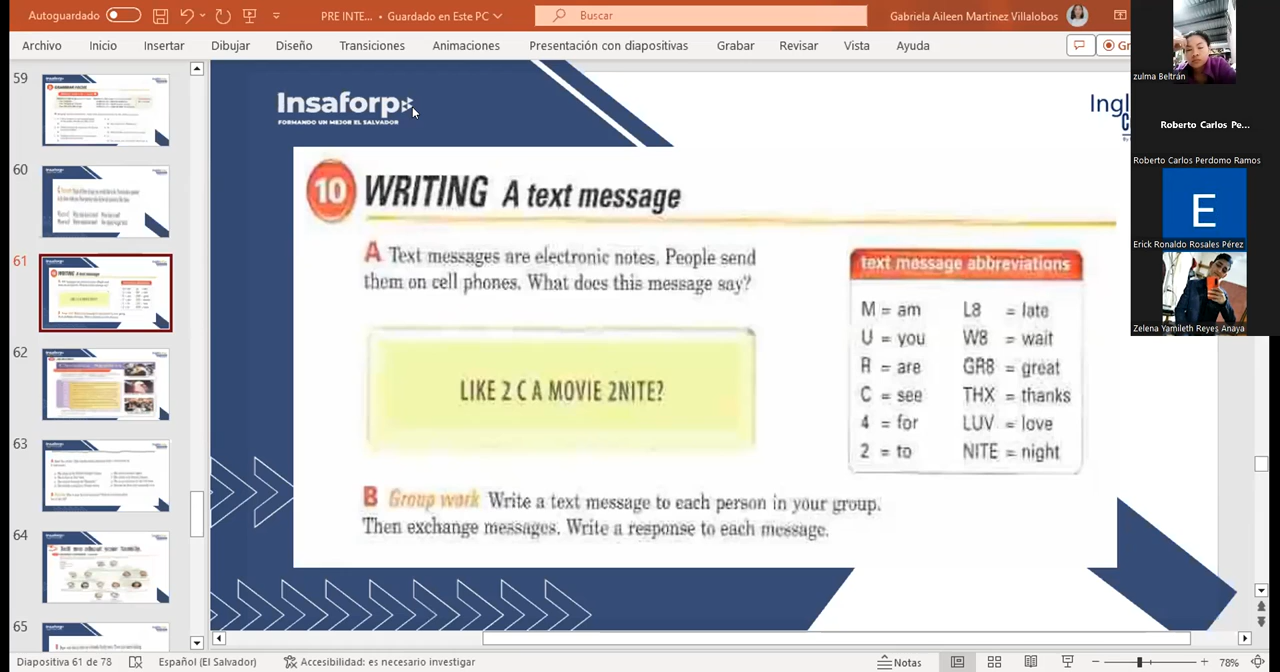 Autoguardado
PRE INTE... • Guardado en Este PC
Buscar
Gabriela Aileen Martinez Villalobos
Archivo Inicio Insertar Dibujar Diseño Transiciones Animaciones Presentación con diapositivas Grabar Revisar Vista Ayuda
59
60
61
62
63
64
65
Insaforp
FORMANDO UN MEJOR EL SALVADOR
10 WRITING A text message
A Text messages are electronic notes. People send
them on cell phones. What does this message say?
LIKE 2 C A MOVIE 2NITE?
text message abbreviations
M = am L8 = late
U = you W8 = wait
R = are GR8 = great
C = see THX = thanks
4 = for LUV = love
2 = to NITE = night
B Group work Write a text message to each person in your group.
Then exchange messages. Write a response to each message.
zulma Beltrán
Roberto Carlos Pe...
Roberto Carlos Perdomo Ramos
E
Erick Ronaldo Rosales Pérez
Zelena Yamileth Reyes Anaya
Diapositiva 61 de 78 Español (El Salvador) Accesibilidad: es necesario investigar Notas 78%